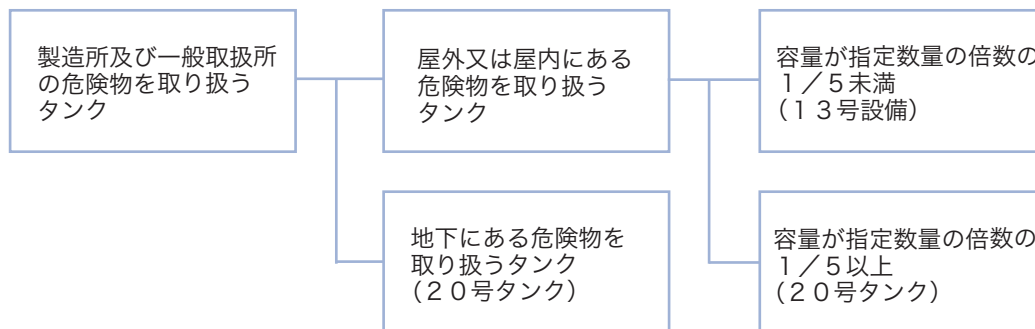 製造所及び一般取扱所
の危険物を取り扱う
タンク
屋外又は屋内にある
危険物を取り扱う
タンク
容量が指定数量の倍数の
１／５未満
（１３号設備）
地下にある危険物を
取り扱うタンク
（２０号タンク）
容量が指定数量の倍数の
１／５以上
（２０号タンク）